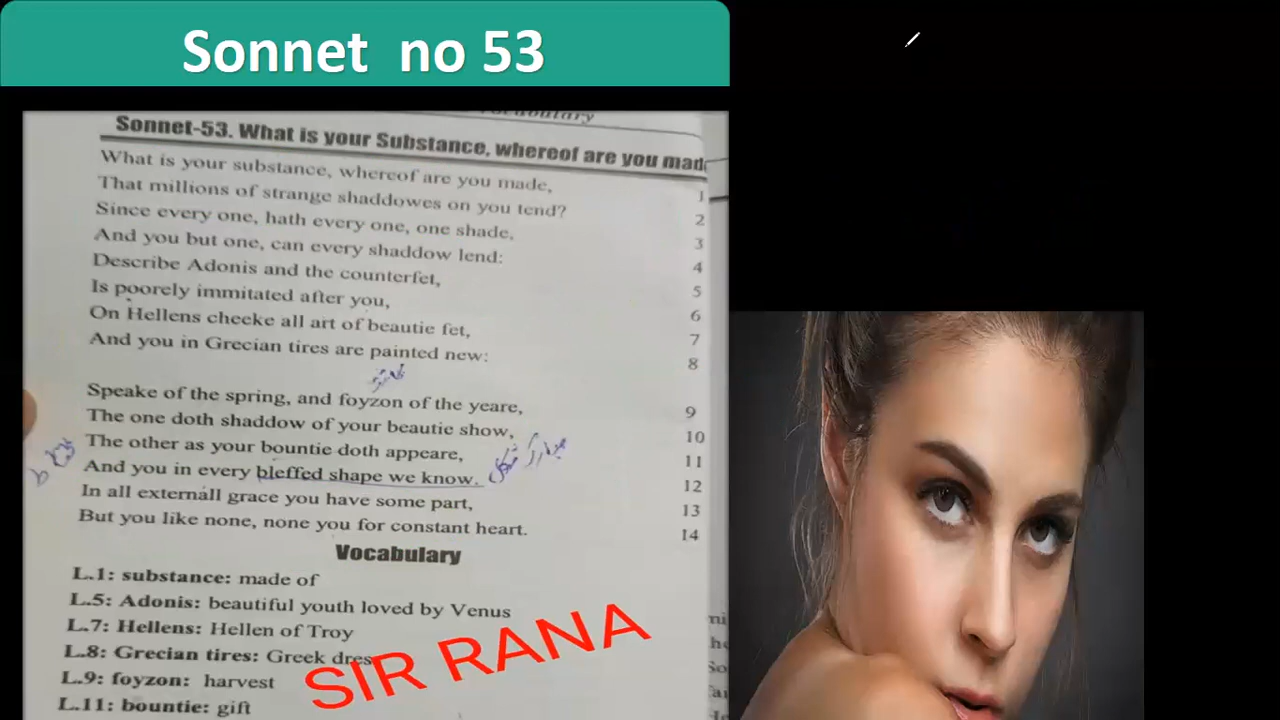 Sonnet no 53
Sonnet-53. What is your Substance, whereof are you made
What is your substance, whereof are you made,
1
That millions of strange shaddowes on you tend?
2
Since every one, hath every one, one shade,
3
And you but one, can every shaddow lend:
4
Describe Adonis and the counterfet,
5
Is poorely immitated after you,
6
On Hellens cheeke all art of beautie fet,
7
And you in Grecian tires are painted new:
8
Speake of the spring, and foyzon of the yeare,
9
The one doth shaddow of your beautie show,
10
The other as your bountie doth appeare,
11
And you in every bleffed shape we know.
12
In all externall grace you have some part,
13
But you like none, none you for constant heart.
14
Vocabulary
L.1: substance: made of
L.5: Adonis: beautiful youth loved by Venus
L.7: Hellens: Hellen of Troy
L.8: Grecian tires: Greek dres
L.9: foyzon: harvest
L.11: bountie: gift
SIR RANA